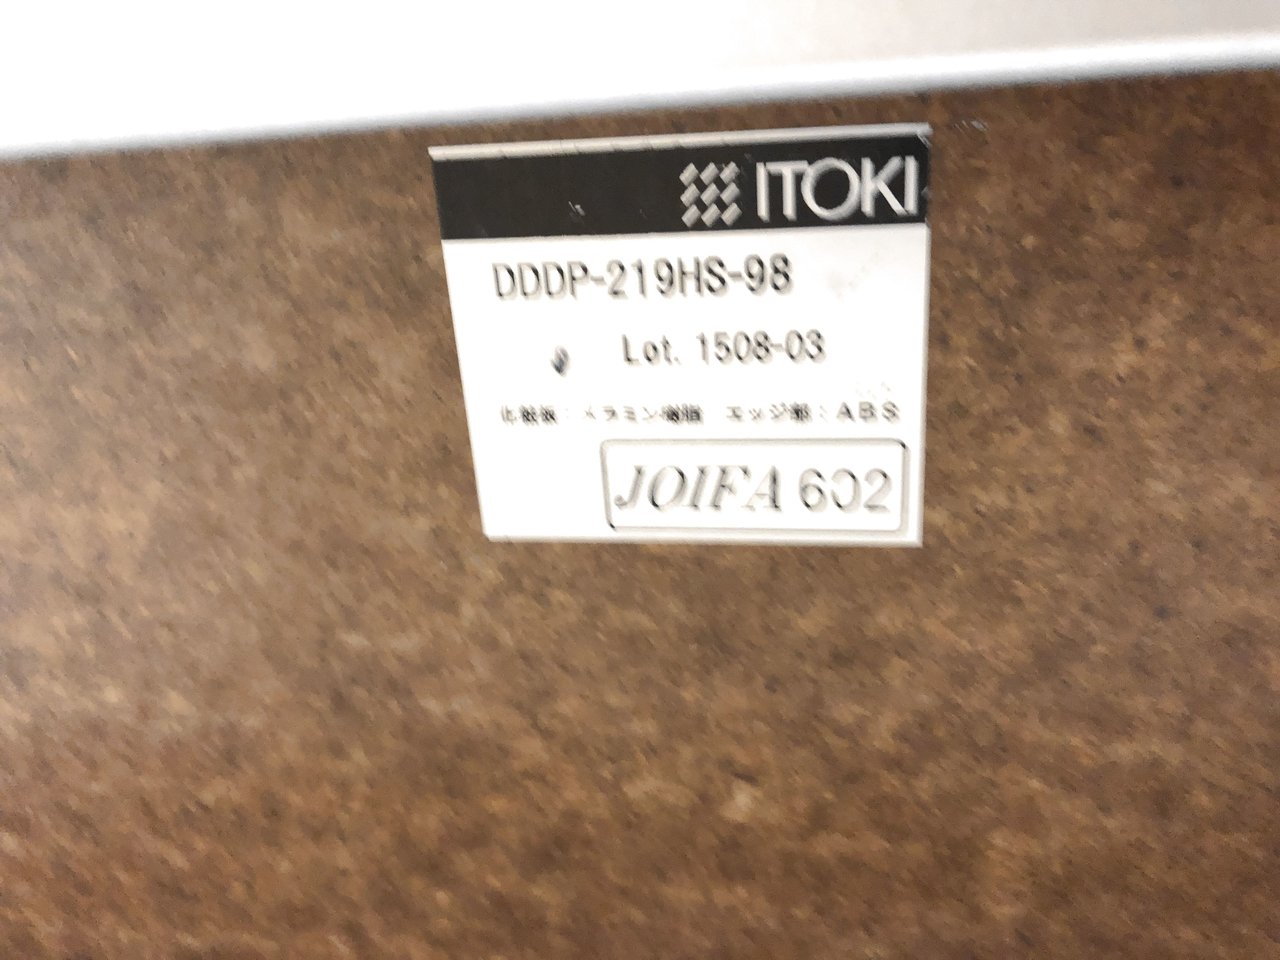 ITOKI
DDDP-219HS-98
Lot. 1508-03
化粧板：メラミン樹脂　エッジ部：ABS
JOIFA 602